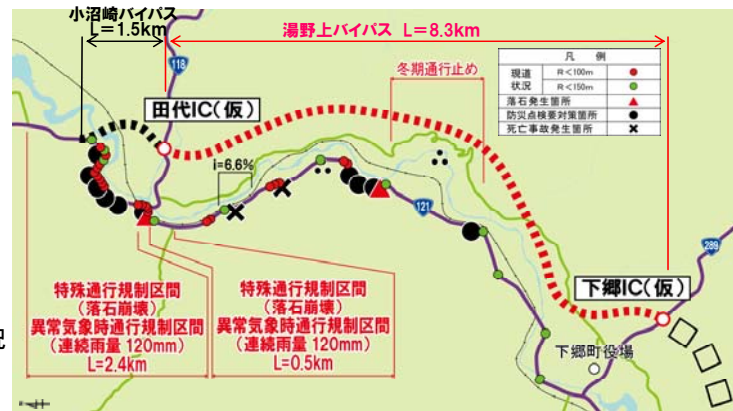 小沼崎バイパス
L=1.5km
湯野上バイパス L=8.3km
118
田代IC(仮)
冬期通行止め
凡 例
現道状況 R<100m
R<150m
落石発生箇所
防災点検要対策箇所
死亡事故発生箇所
i=6.6%
121
289
特殊通行規制区間
(落石崩壊)
異常気象時通行規制区間
(連続雨量 120mm)
L=2.4km
特殊通行規制区間
(落石崩壊)
異常気象時通行規制区間
(連続雨量 120mm)
L=0.5km
下郷IC(仮)
下郷町役場
況